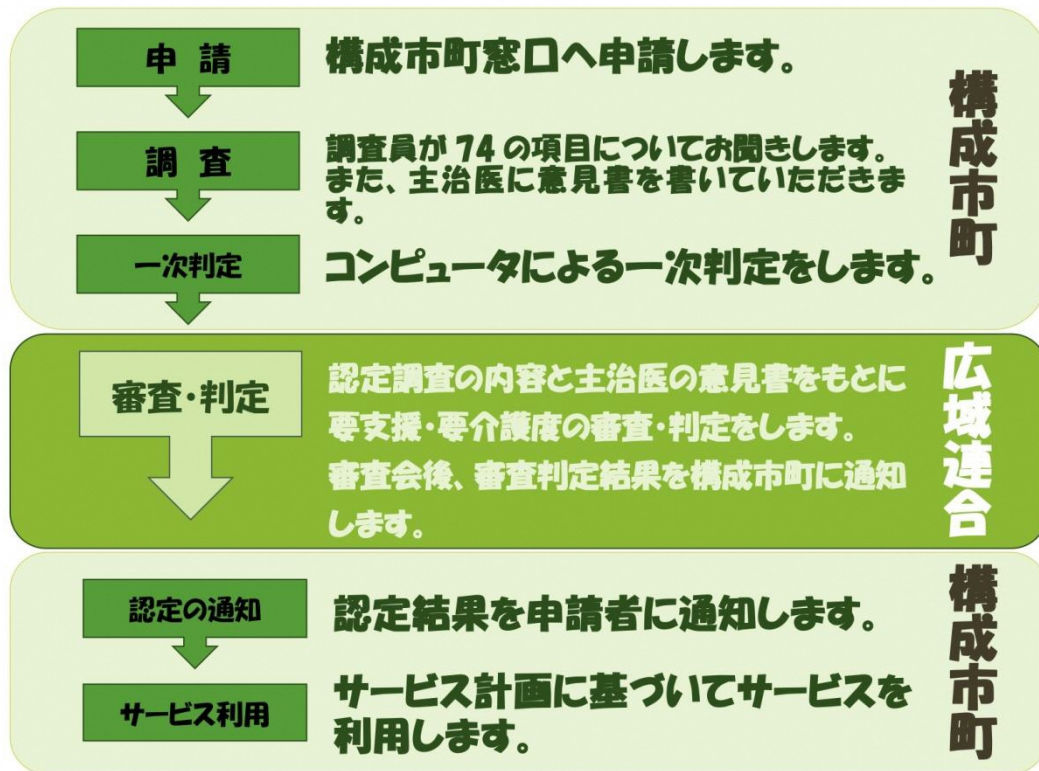 申請
構成市町窓口へ申請します。
調査
調査員が74の項目についてお聞きします。
また、主治医に意見書を書いていただきま
す。
一次判定
コンピュータによる一次判定をします。
構成市町
審査・判定
認定調査の内容と主治医の意見書をもとに
要支援・要介護度の審査・判定をします。
審査会後、審査判定結果を構成市町に通知
します。
広域連合
認定の通知
認定結果を申請者に通知します。
サービス利用
サービス計画に基づいてサービスを
利用します。
構成市町